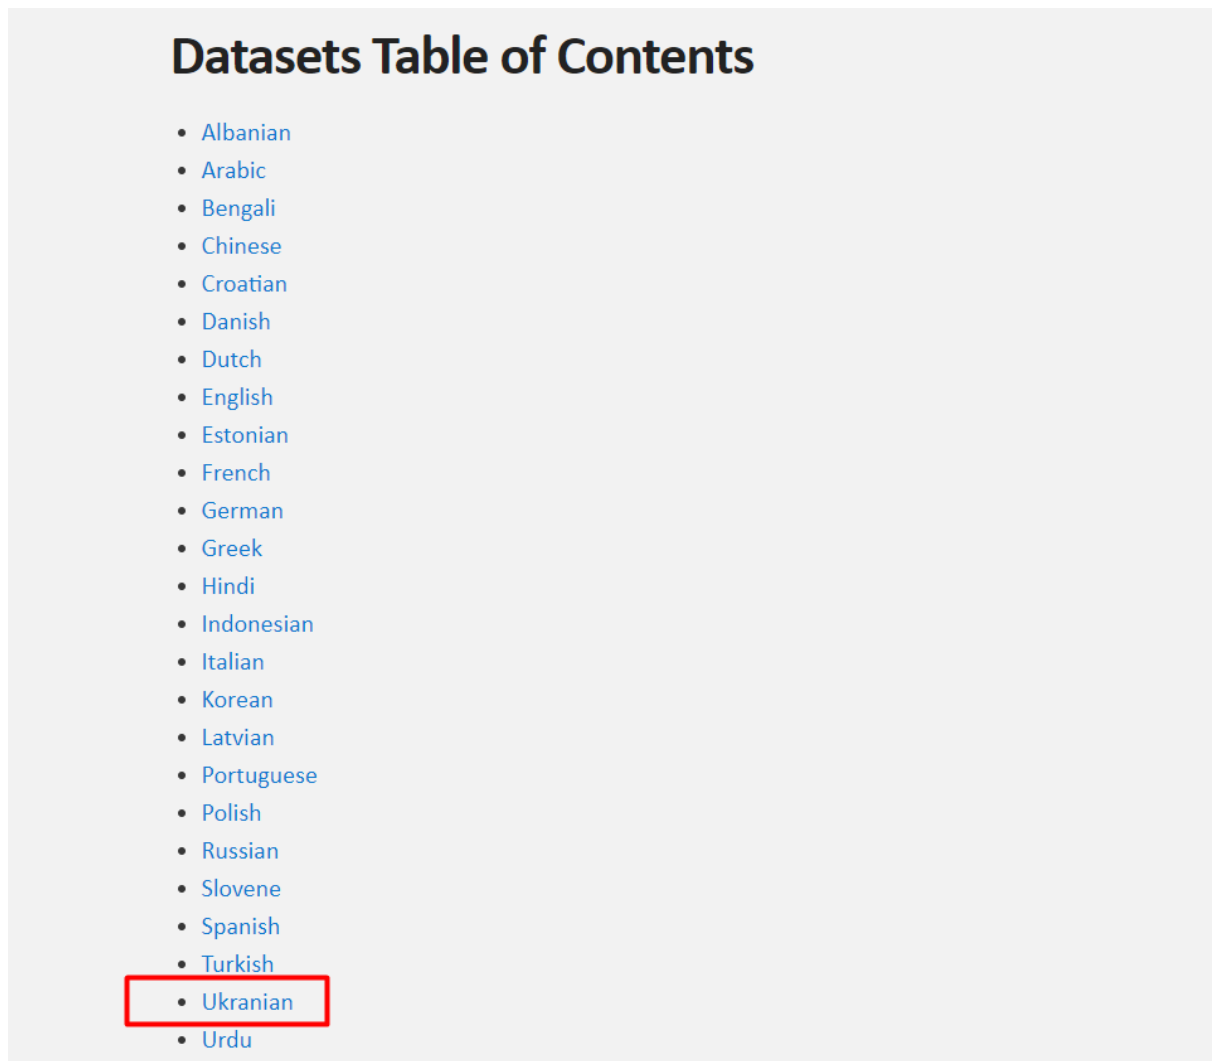 Datasets Table of Contents
Albanian
Arabic
Bengali
Chinese
Croatian
Danish
Dutch
English
Estonian
French
German
Greek
Hindi
Indonesian
Italian
Korean
Latvian
Portuguese
Polish
Russian
Slovene
Spanish
Turkish
Ukranian
Urdu